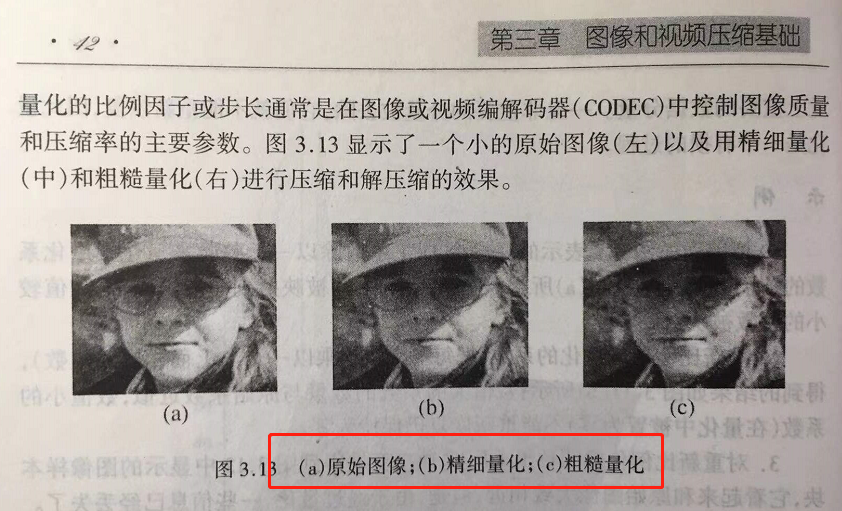 · 42 ·
第三章 图像和视频压缩基础
量化的比例因子或步长通常是在图像或视频编解码器(CODEC)中控制图像质量
和压缩率的主要参数。图 3.13 显示了一个小的原始图像(左)以及用精细量化
(中)和粗糙量化(右)进行压缩和解压缩的效果。
(a) (b) (c)
图 3.13 (a)原始图像;(b)精细量化;(c)粗糙量化